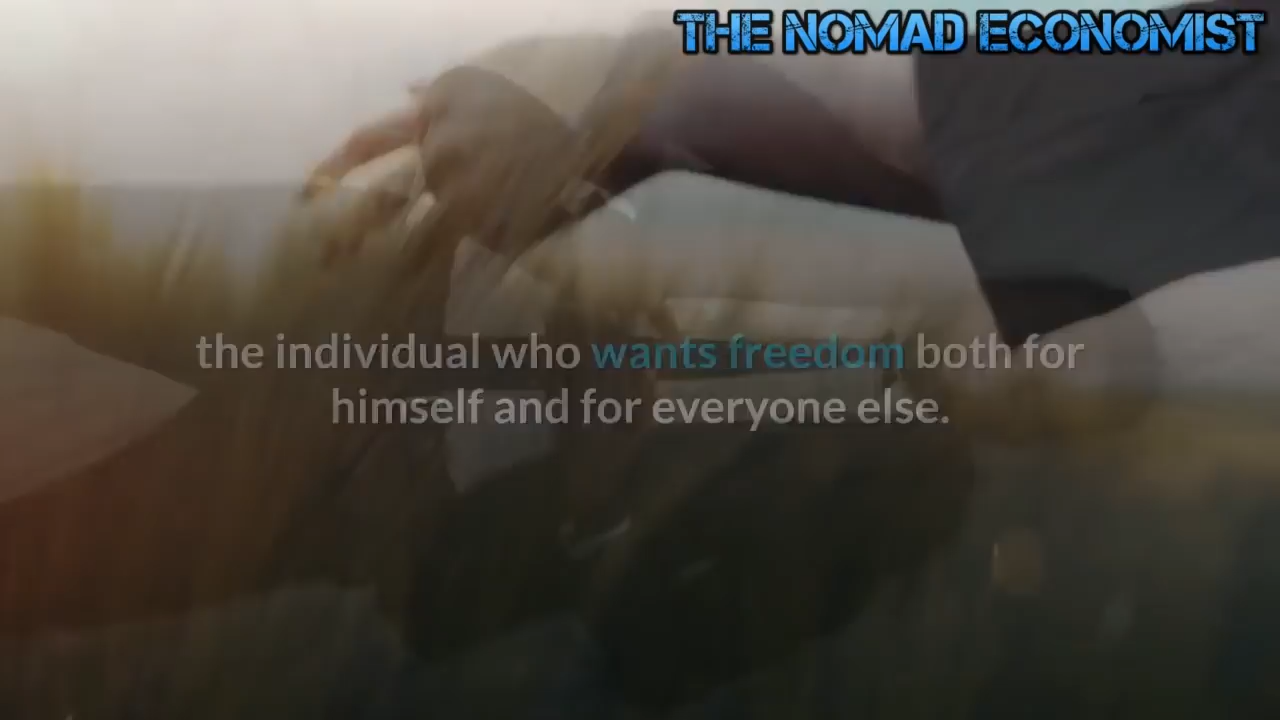 THE NOMAD ECONOMIST
the individual who wants freedom both for
himself and for everyone else.